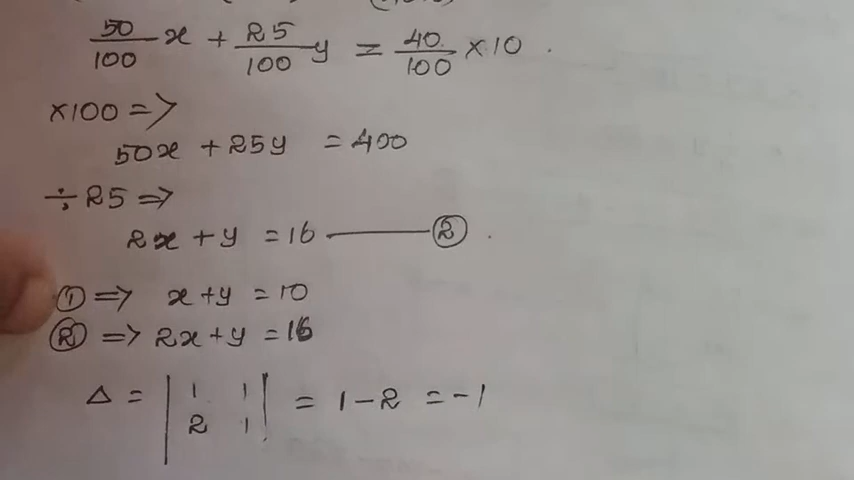 50/100 x + 25/100 y = 40/100 × 10 .
×100 =>
50x + 25y = 400
÷ 25 =>
2x + y = 16 ——— ②
① => x + y = 10
② => 2x + y = 16
Δ = | 1 1 ; 2 1 | = 1 - 2 = -1